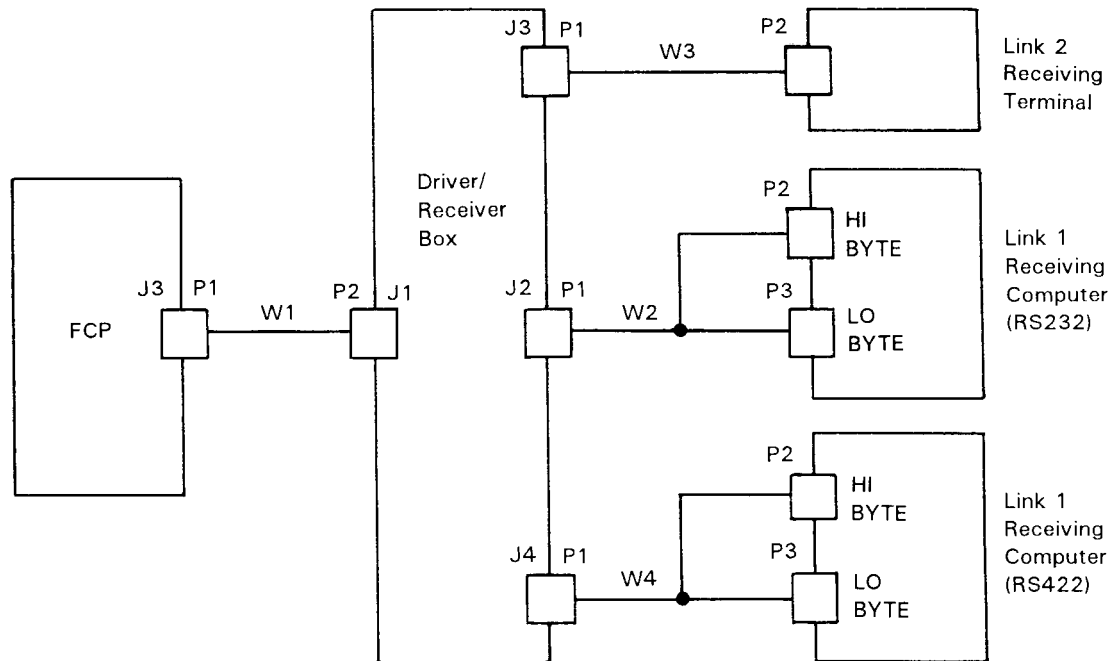 J3 P1
W3
P2
Link 2
Receiving
Terminal
Driver/
Receiver
Box
P2
HI
BYTE
Link 1
Receiving
Computer
(RS232)
J3 P1
FCP
W1
P2 J1
J2 P1
W2
P3
LO
BYTE
P2
HI
BYTE
Link 1
Receiving
Computer
(RS422)
J4 P1
W4
P3
LO
BYTE